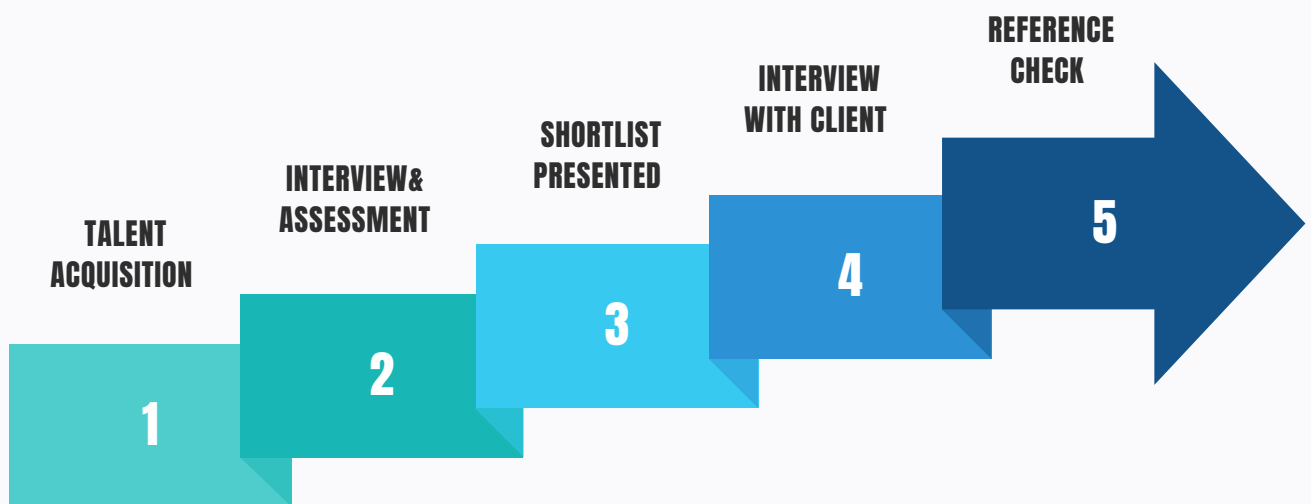 TALENT
ACQUISITION
1
INTERVIEW&
ASSESSMENT
2
SHORTLIST
PRESENTED
3
INTERVIEW
WITH CLIENT
4
REFERENCE
CHECK
5